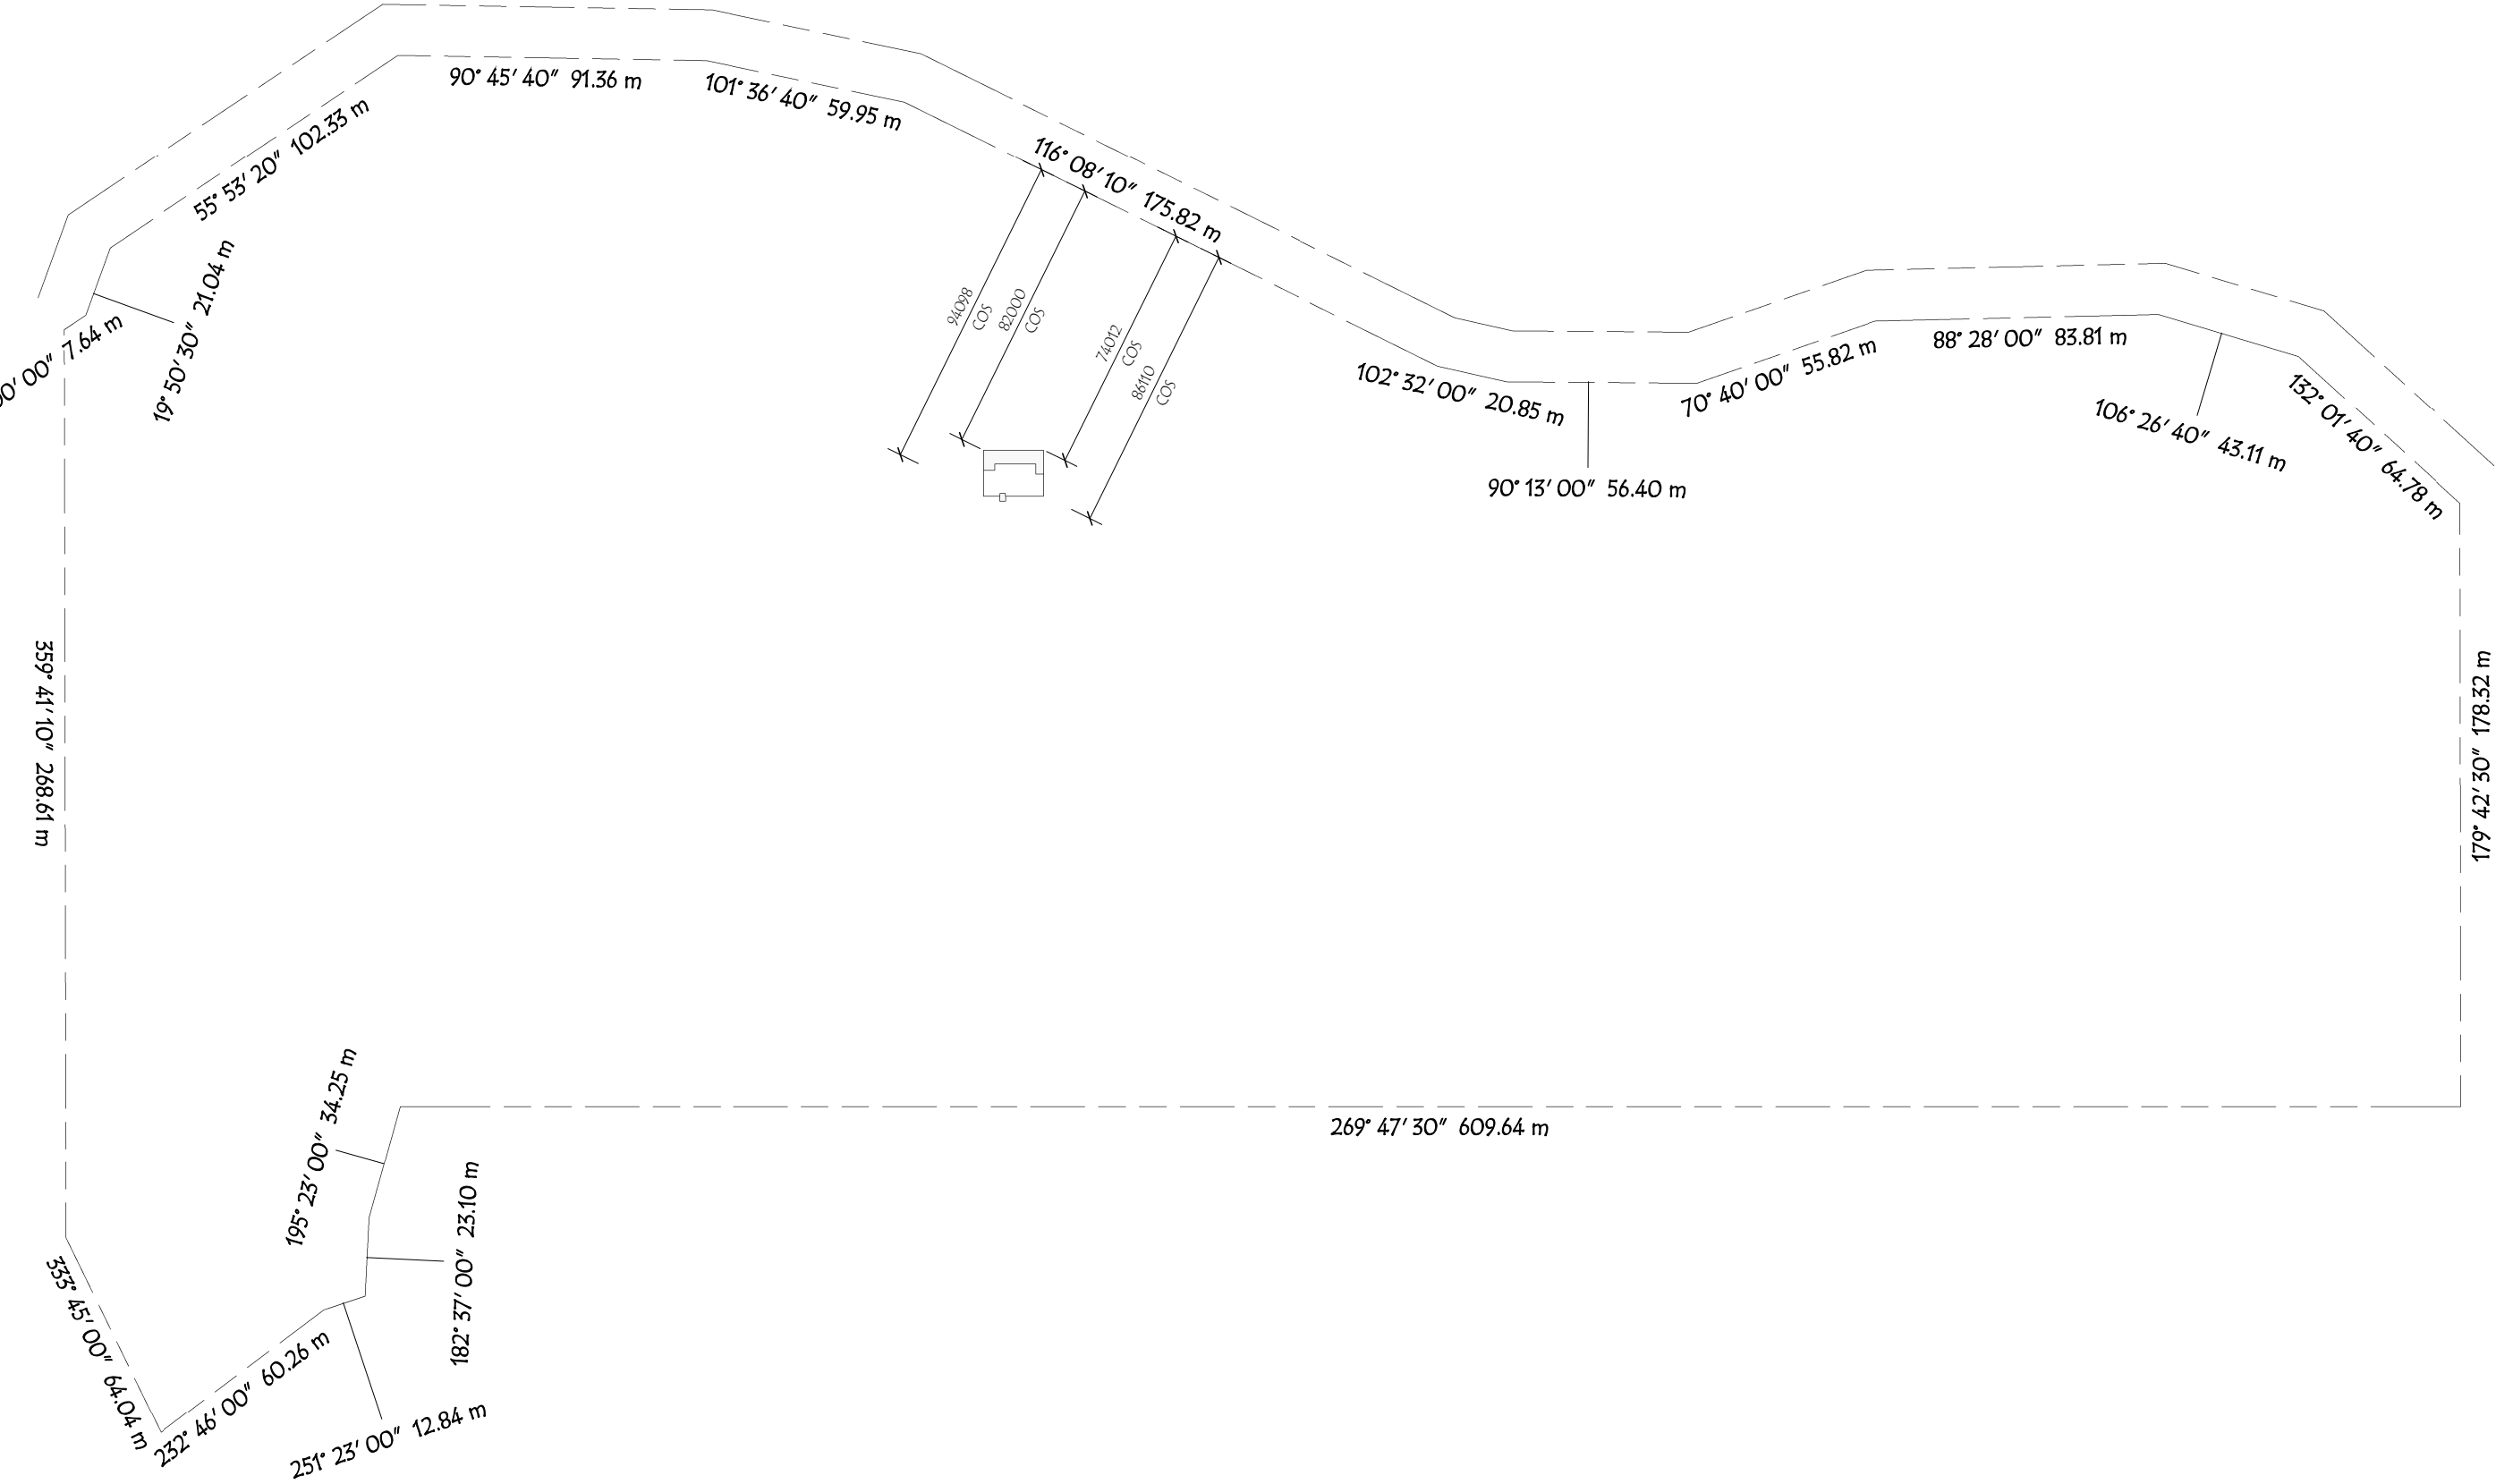 90° 45' 40" 91.36 m
101° 36' 40" 59.95 m
55° 53' 20" 102.33 m
116° 08' 10" 175.82 m
19° 50' 30" 21.04 m
00" 7.64 m
94098
COS
82000
COS
74012
COS
86110
COS
102° 32' 00" 20.85 m
90° 13' 00" 56.40 m
70° 40' 00" 55.82 m
88° 28' 00" 83.81 m
106° 26' 40" 43.11 m
132° 01' 40" 64.78 m
359° 41' 10" 268.61 m
179° 42' 30" 178.32 m
195° 23' 00" 34.25 m
269° 47' 30" 609.64 m
182° 37' 00" 23.10 m
333° 45' 00" 64.04 m
232° 46' 00" 60.26 m
251° 23' 00" 12.84 m